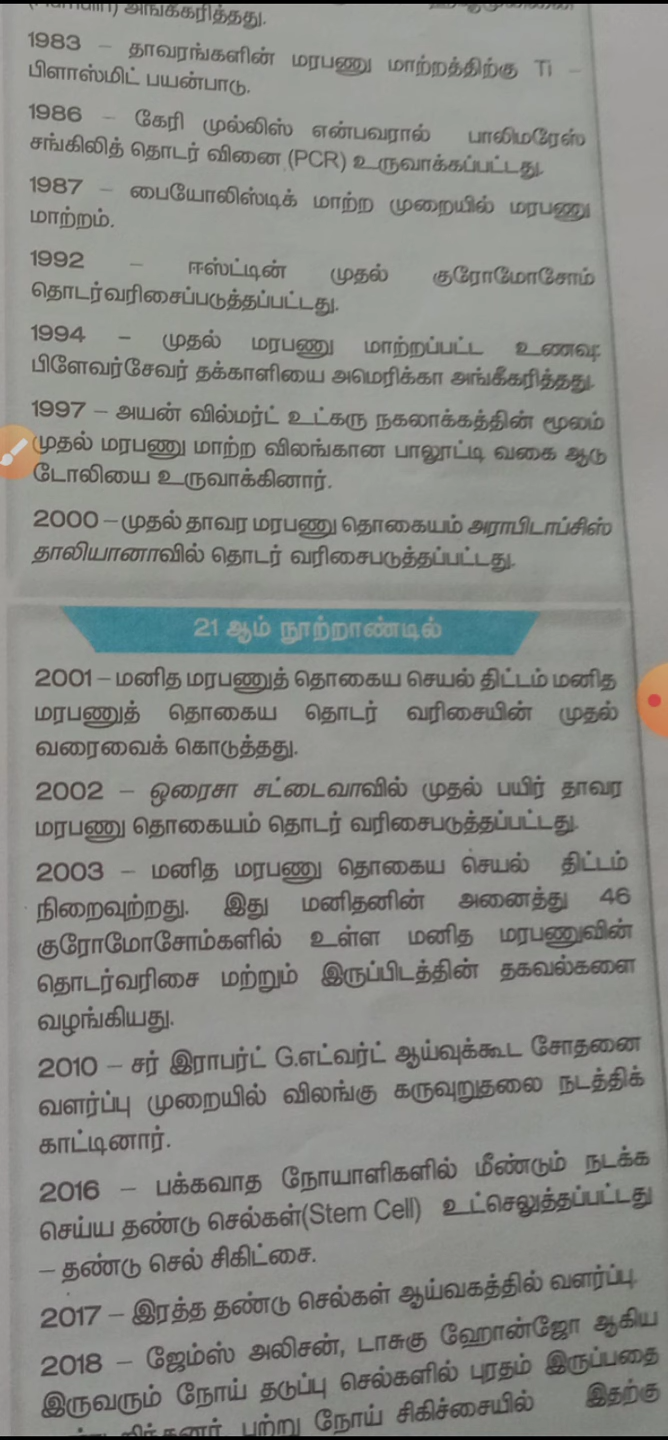 அங்கீகரித்தது.
1983 – தாவரங்களின் மரபணு மாற்றத்திற்கு Ti –
பிளாஸ்மிட் பயன்பாடு.
1986 – கேரி முல்லிஸ் என்பவரால் பாலிமரேஸ்
சங்கிலித் தொடர் வினை (PCR) உருவாக்கப்பட்டது.
1987 – பையோலிஸ்டிக் மாற்ற முறையில் மரபணு
மாற்றம்.
1992 – ஈஸ்ட்டின் முதல் குரோமோசோம்
தொடர்வரிசைப்படுத்தப்பட்டது.
1994 – முதல் மரபணு மாற்றப்பட்ட உணவு
பிளேவர்சேவர் தக்காளியை அமெரிக்கா அங்கீகரித்தது.
1997 – அயன் வில்மர்ட் உட்கரு நகலாக்கத்தின் மூலம்
முதல் மரபணு மாற்ற விலங்கான பாலூட்டி வகை ஆடு
டோலியை உருவாக்கினார்.
2000 – முதல் தாவர மரபணு தொகையம் அராபிடாப்சிஸ்
தாலியானாவில் தொடர் வரிசைபடுத்தப்பட்டது.
21 ஆம் நூற்றாண்டில்
2001 – மனித மரபணுத் தொகைய செயல் திட்டம் மனித
மரபணுத் தொகைய தொடர் வரிசையின் முதல்
வரைவைக் கொடுத்தது.
2002 – ஒரைசா சட்டைவாவில் முதல் பயிர் தாவர
மரபணு தொகையம் தொடர் வரிசைபடுத்தப்பட்டது.
2003 – மனித மரபணு தொகைய செயல் திட்டம்
நிறைவுற்றது. இது மனிதனின் அனைத்து 46
குரோமோசோம்களில் உள்ள மனித மரபணுவின்
தொடர்வரிசை மற்றும் இருப்பிடத்தின் தகவல்களை
வழங்கியது.
2010 – சர் இராபர்ட் G.எட்வர்ட் ஆய்வுக்கூட சோதனை
வளர்ப்பு முறையில் விலங்கு கருவுறுதலை நடத்திக்
காட்டினார்.
2016 – பக்கவாத நோயாளிகளில் மீண்டும் நடக்க
செய்ய தண்டு செல்கள்(Stem Cell) உட்செலுத்தப்பட்டது
– தண்டு செல் சிகிட்சை.
2017 – இரத்த தண்டு செல்கள் ஆய்வகத்தில் வளர்ப்பு.
2018 – ஜேம்ஸ் அலிசன், டாசுகு ஹோன்ஜோ ஆகிய
இருவரும் நோய் தடுப்பு செல்களில் புரதம் இருப்பதை
புற்று நோய் சிகிச்சையில் இதற்கு